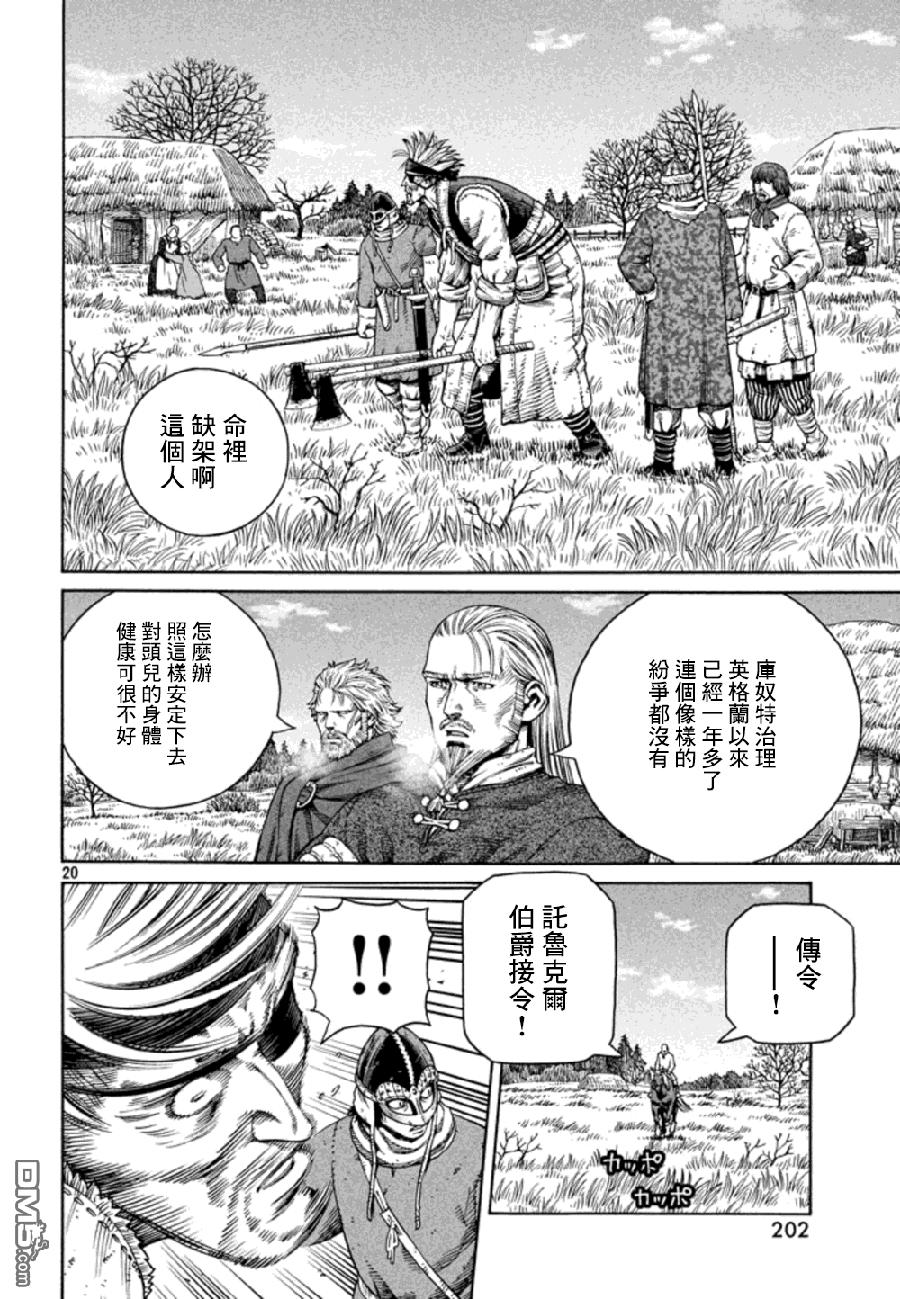 命裡
缺架啊
這個人
庫奴特治理
英格蘭以來
已經一年多了
連個像樣的
紛爭都沒有
怎麼辦
照這樣安定下去
對頭兒的身體
健康可很不好
20
傳令
——!
託魯克爾
伯爵接令!
!!
カッポ
カッポ
202
DM5